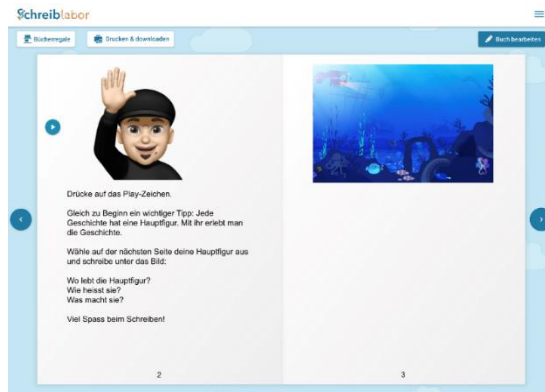 Schreiblabor
Bücherregale
Drucken & downloaden
Buch bearbeiten
Drücke auf das Play-Zeichen.
Gleich zu Beginn ein wichtiger Tipp: Jede
Geschichte hat eine Hauptfigur. Mit ihr erlebt man
die Geschichte.
Wähle auf der nächsten Seite deine Hauptfigur aus
und schreibe unter das Bild:
Wo lebt die Hauptfigur?
Wie heisst sie?
Was macht sie?
Viel Spass beim Schreiben!
2
3